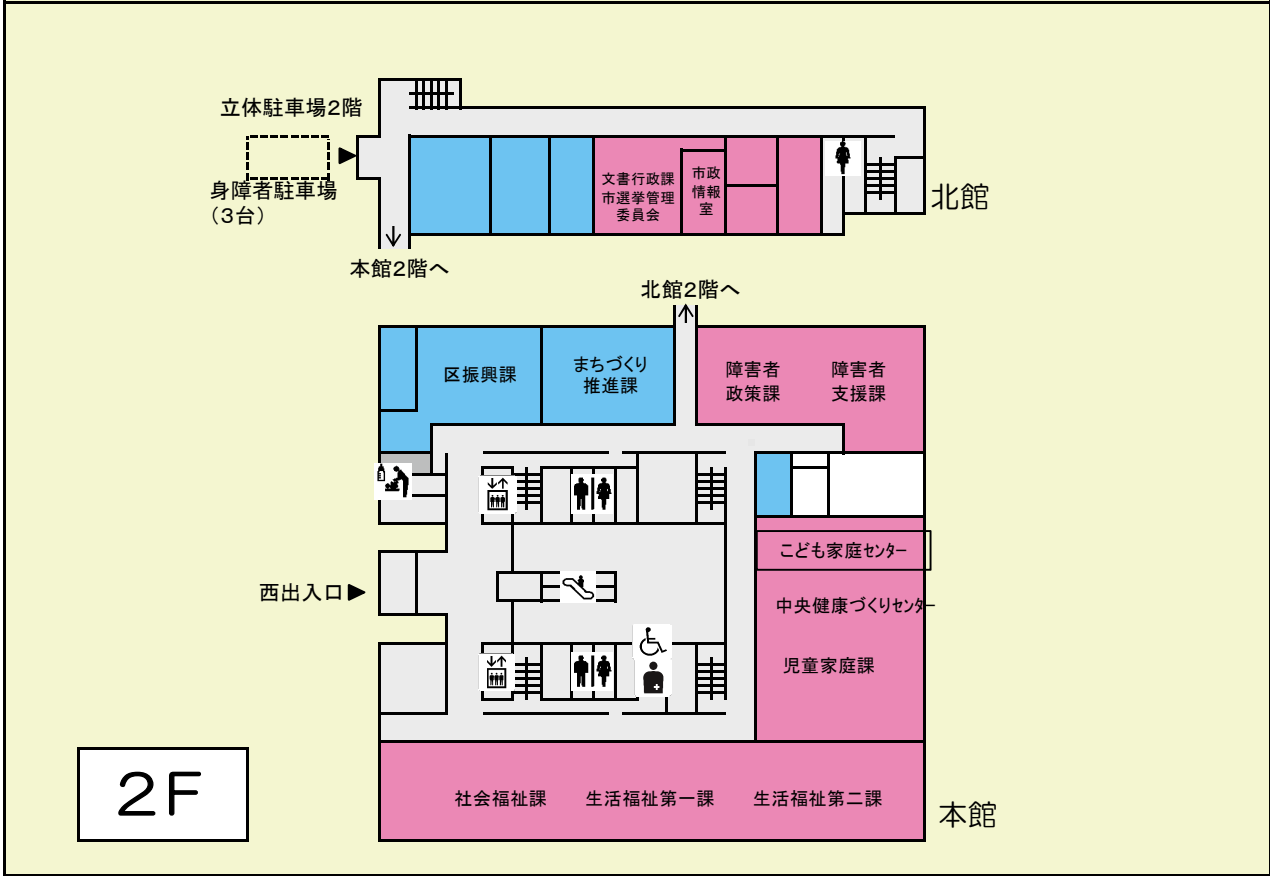 立体駐車場2階
身障者駐車場
(3台)
文書行政課
市選挙管理
委員会
市政
情報
室
北館
本館2階へ
北館2階へ
区振興課
まちづくり
推進課
障害者
政策課
障害者
支援課
こども家庭センター
西出入口
中央健康づくりセンター
児童家庭課
社会福祉課
生活福祉第一課
生活福祉第二課
本館
2F